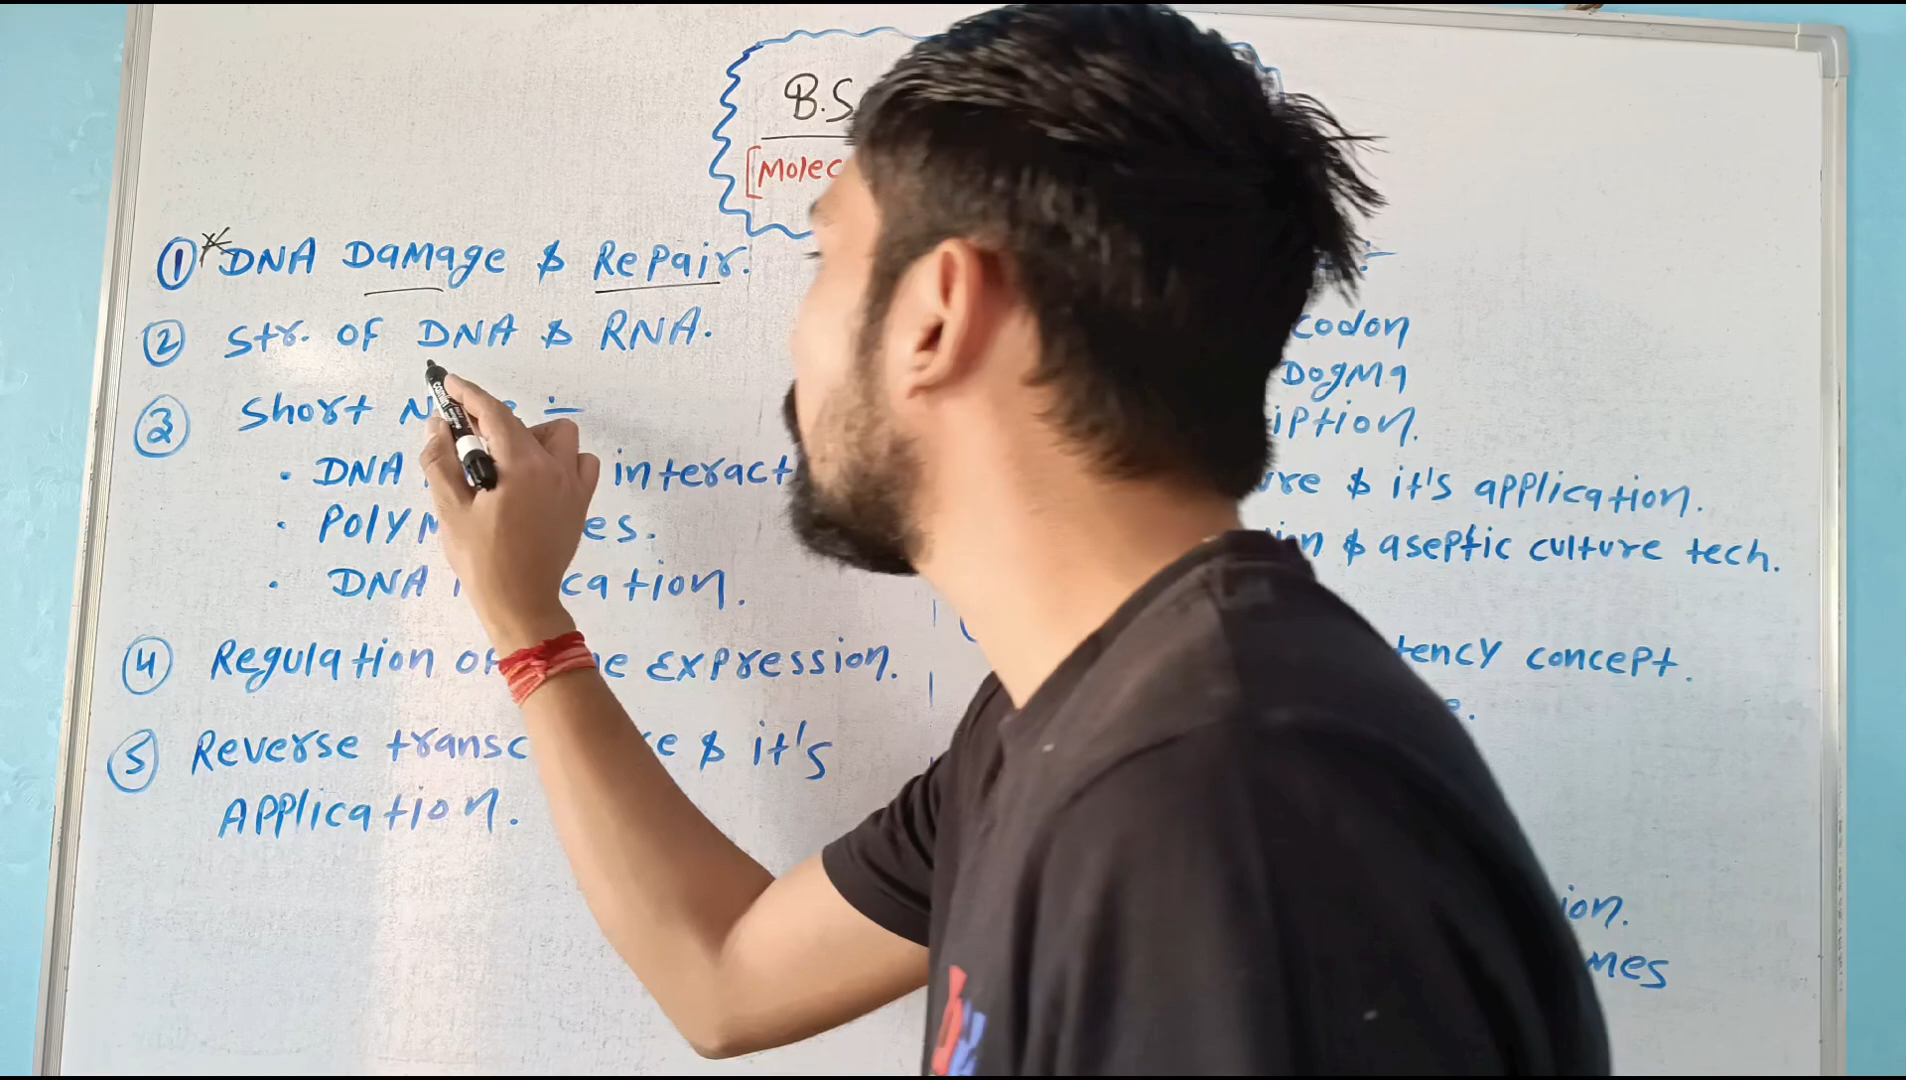 B.S
[Molec
① *DNA Damage & Repair.
② Str. of DNA & RNA.
③ Short :-
• DNA interact
• Polym es.
• DNA cation.
④ Regulation of Expression.
⑤ Reverse transc e & it's
Application.
:-
codon
Dogma
iption.
ure & it's application.
n & aseptic culture tech.
tency concept.
e.
ion.
mes